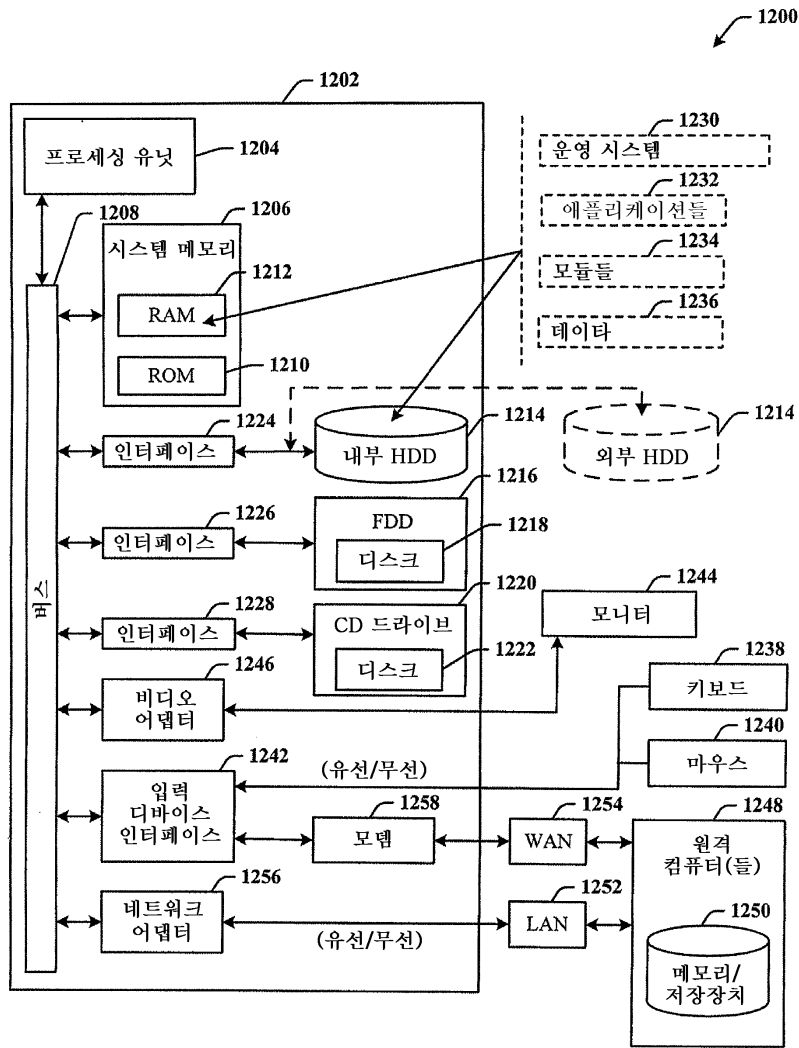 1200
1202
프로세싱 유닛
1204
1230
운영 시스템
1232
애플리케이션들
1234
모듈들
1236
데이타
1208
1206
시스템 메모리
1212
RAM
1210
ROM
1224
인터페이스
1214
내부 HDD
1214
외부 HDD
1216
1226
인터페이스
FDD
1218
디스크
버스
1220
1228
인터페이스
CD 드라이브
1222
디스크
1244
모니터
1246
비디오
어댑터
1238
키보드
1240
마우스
1242
입력
디바이스
인터페이스
(유선/무선)
1258
모뎀
1254
WAN
1248
원격
컴퓨터(들)
1256
네트워크
어댑터
(유선/무선)
1252
LAN
1250
메모리/
저장장치